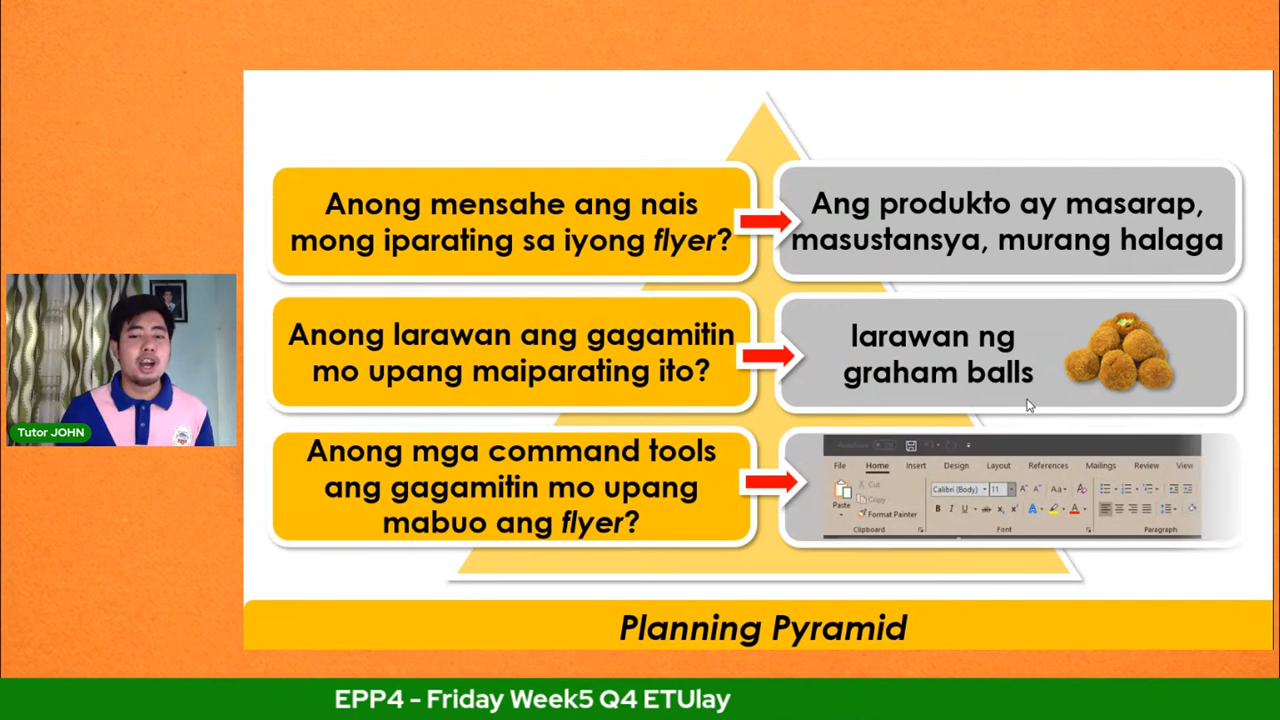 Anong mensahe ang nais
mong iparating sa iyong flyer?
Ang produkto ay masarap,
masustansya, murang halaga
Anong larawan ang gagamitin
mo upang maiparating ito?
larawan ng
graham balls
Anong mga command tools
ang gagamitin mo upang
mabuo ang flyer?
File Home Insert Design Layout References Mailings Review View
Cut
Copy
Paste
Format Painter
Calibri (Body) 11
Clipboard Font Paragraph
Planning Pyramid
Tutor JOHN
EPP4 - Friday Week5 Q4 ETUlay